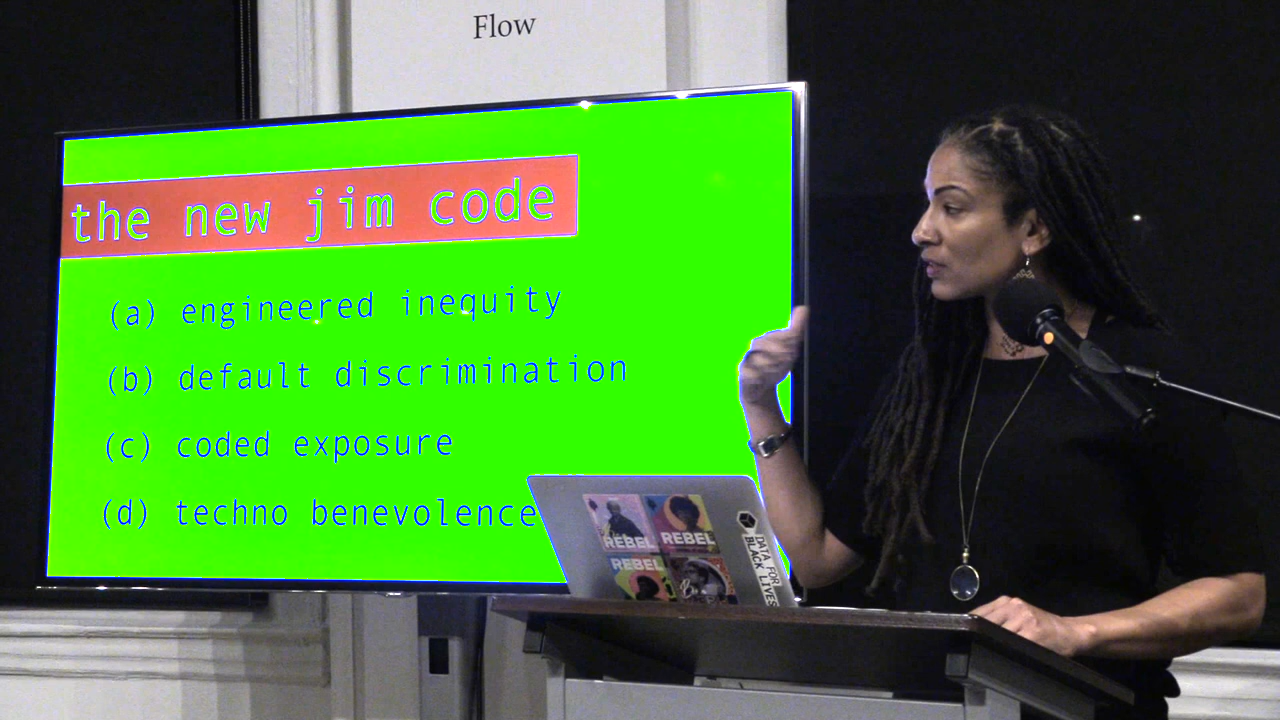 Flow
the new jim code
(a) engineered inequity
(b) default discrimination
(c) coded exposure
(d) techno benevolence
REBEL
REBEL
REBEL
DATA FOR
BLACK LIVES